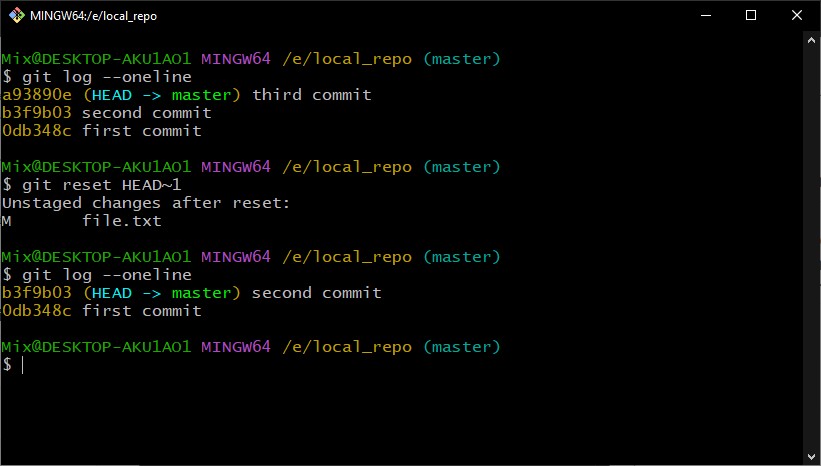 MINGW64:/e/local_repo
Mix@DESKTOP-AKU1AO1 MINGW64 /e/local_repo (master)
$ git log --oneline
a93890e (HEAD -> master) third commit
b3f9b03 second commit
0db348c first commit
Mix@DESKTOP-AKU1AO1 MINGW64 /e/local_repo (master)
$ git reset HEAD~1
Unstaged changes after reset:
M       file.txt
Mix@DESKTOP-AKU1AO1 MINGW64 /e/local_repo (master)
$ git log --oneline
b3f9b03 (HEAD -> master) second commit
0db348c first commit
Mix@DESKTOP-AKU1AO1 MINGW64 /e/local_repo (master)
$